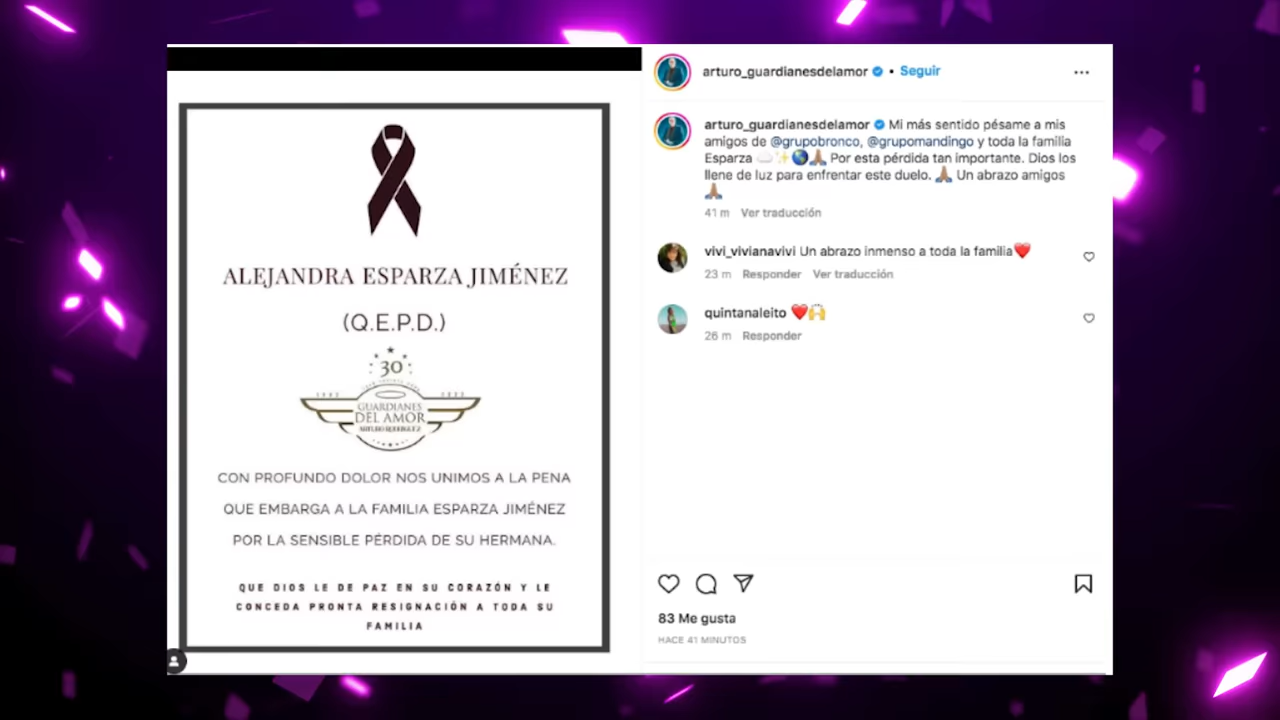 ALEJANDRA ESPARZA JIMÉNEZ
(Q.E.P.D.)
30
GUARDIANES
DEL AMOR
ARTURO RODRÍGUEZ
CON PROFUNDO DOLOR NOS UNIMOS A LA PENA
QUE EMBARGA A LA FAMILIA ESPARZA JIMÉNEZ
POR LA SENSIBLE PÉRDIDA DE SU HERMANA.
QUE DIOS LE DE PAZ EN SU CORAZÓN Y LE
CONCEDA PRONTA RESIGNACIÓN A TODA SU
FAMILIA
arturo_guardianesdelamor • Seguir
arturo_guardianesdelamor Mi más sentido pésame a mis
amigos de @grupobronco, @grupomandingo y toda la familia
Esparza ☁️✨🌎🙏🏽 Por esta pérdida tan importante. Dios los
llene de luz para enfrentar este duelo. 🙏🏽 Un abrazo amigos
🙏🏽
41 m Ver traducción
vivi_vivianavivi Un abrazo inmenso a toda la familia❤️
23 m Responder Ver traducción
quintanaleito ❤️🙌
26 m Responder
83 Me gusta
HACE 41 MINUTOS